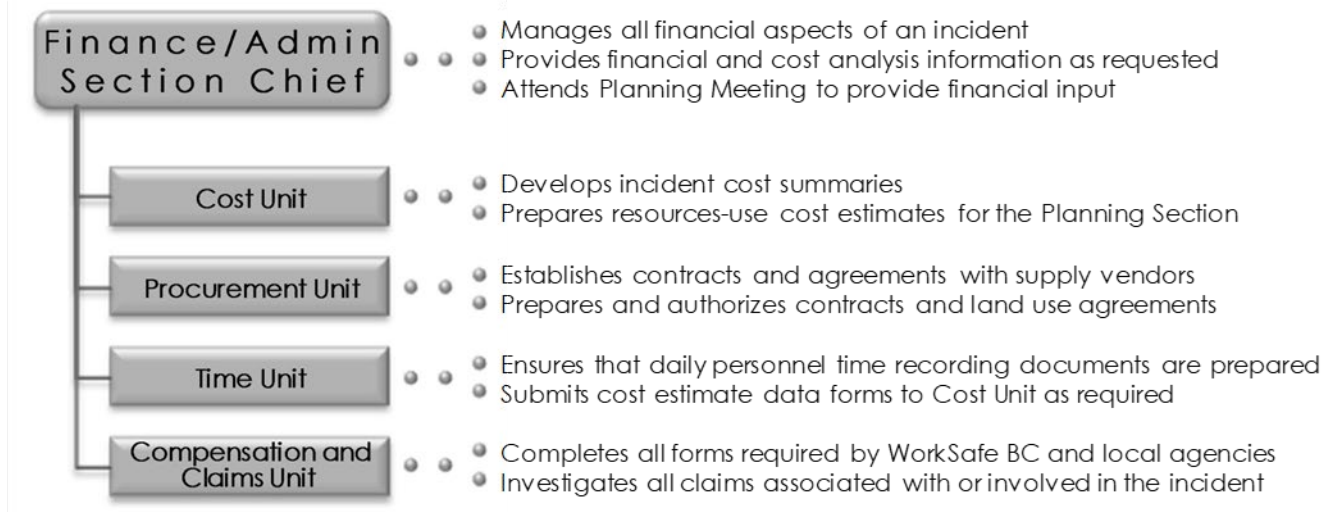 Finance/Admin
Section Chief
Manages all financial aspects of an incident
Provides financial and cost analysis information as requested
Attends Planning Meeting to provide financial input
Cost Unit
Develops incident cost summaries
Prepares resources-use cost estimates for the Planning Section
Procurement Unit
Establishes contracts and agreements with supply vendors
Prepares and authorizes contracts and land use agreements
Time Unit
Ensures that daily personnel time recording documents are prepared
Submits cost estimate data forms to Cost Unit as required
Compensation and
Claims Unit
Completes all forms required by WorkSafe BC and local agencies
Investigates all claims associated with or involved in the incident